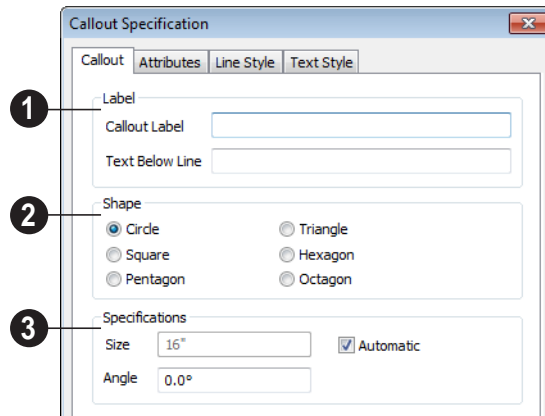 Callout Specification
Callout Attributes Line Style Text Style
1
Label
Callout Label
Text Below Line
2
Shape
Circle Triangle
Square Hexagon
Pentagon Octagon
3
Specifications
Size 16" Automatic
Angle 0.0°